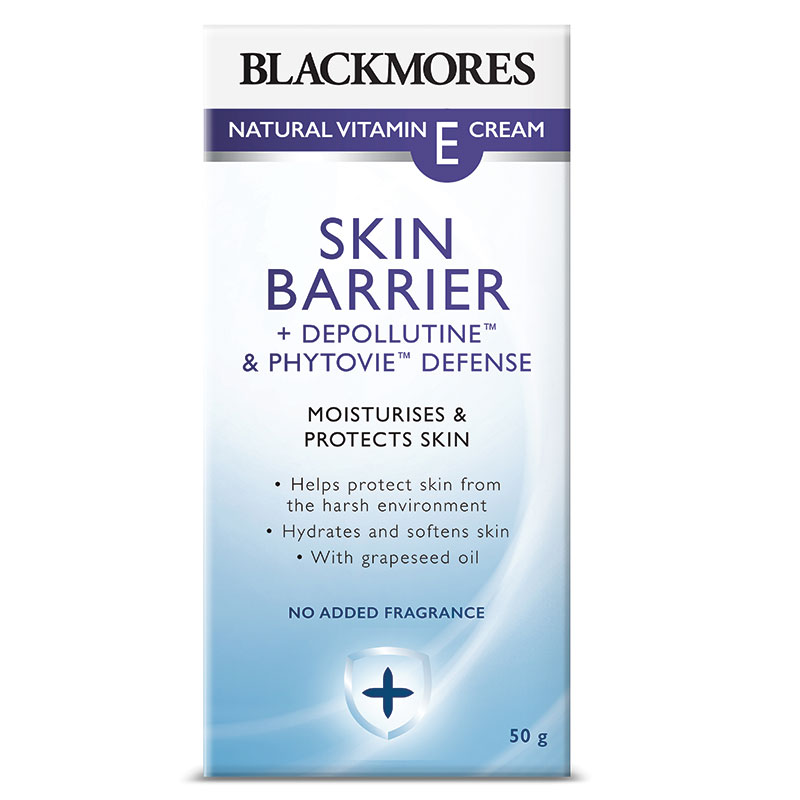 BLACKMORES
NATURAL VITAMIN E CREAM
SKIN
BARRIER
+ DEPOLLUTINE™
& PHYTOVIE™ DEFENSE
MOISTURISES &
PROTECTS SKIN
• Helps protect skin from
the harsh environment
• Hydrates and softens skin
• With grapeseed oil
NO ADDED FRAGRANCE
50 g